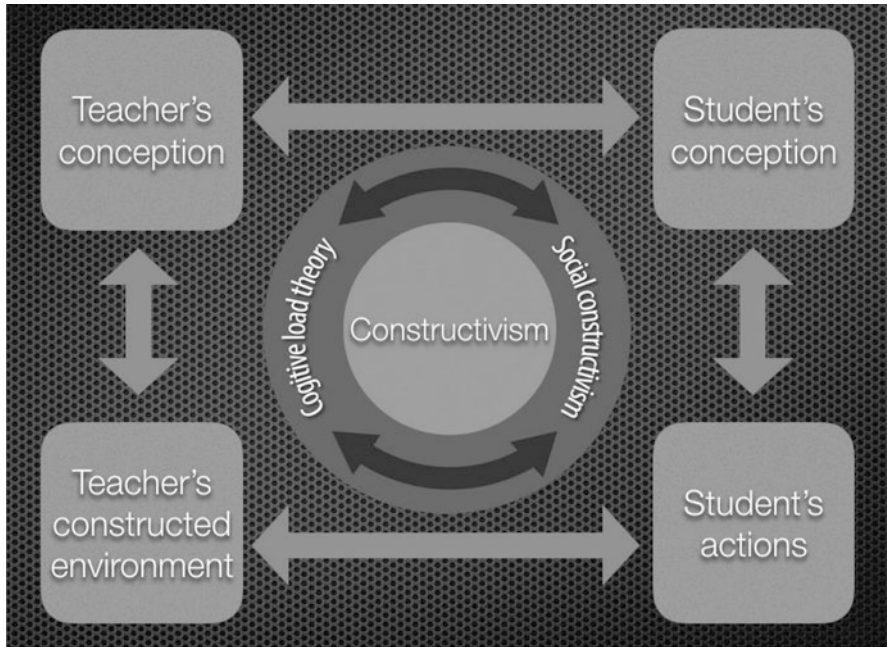 Teacher's
conception
Student's
conception
Cogitive load theory
Constructivism
Social constructivism
Teacher's
constructed
environment
Student's
actions